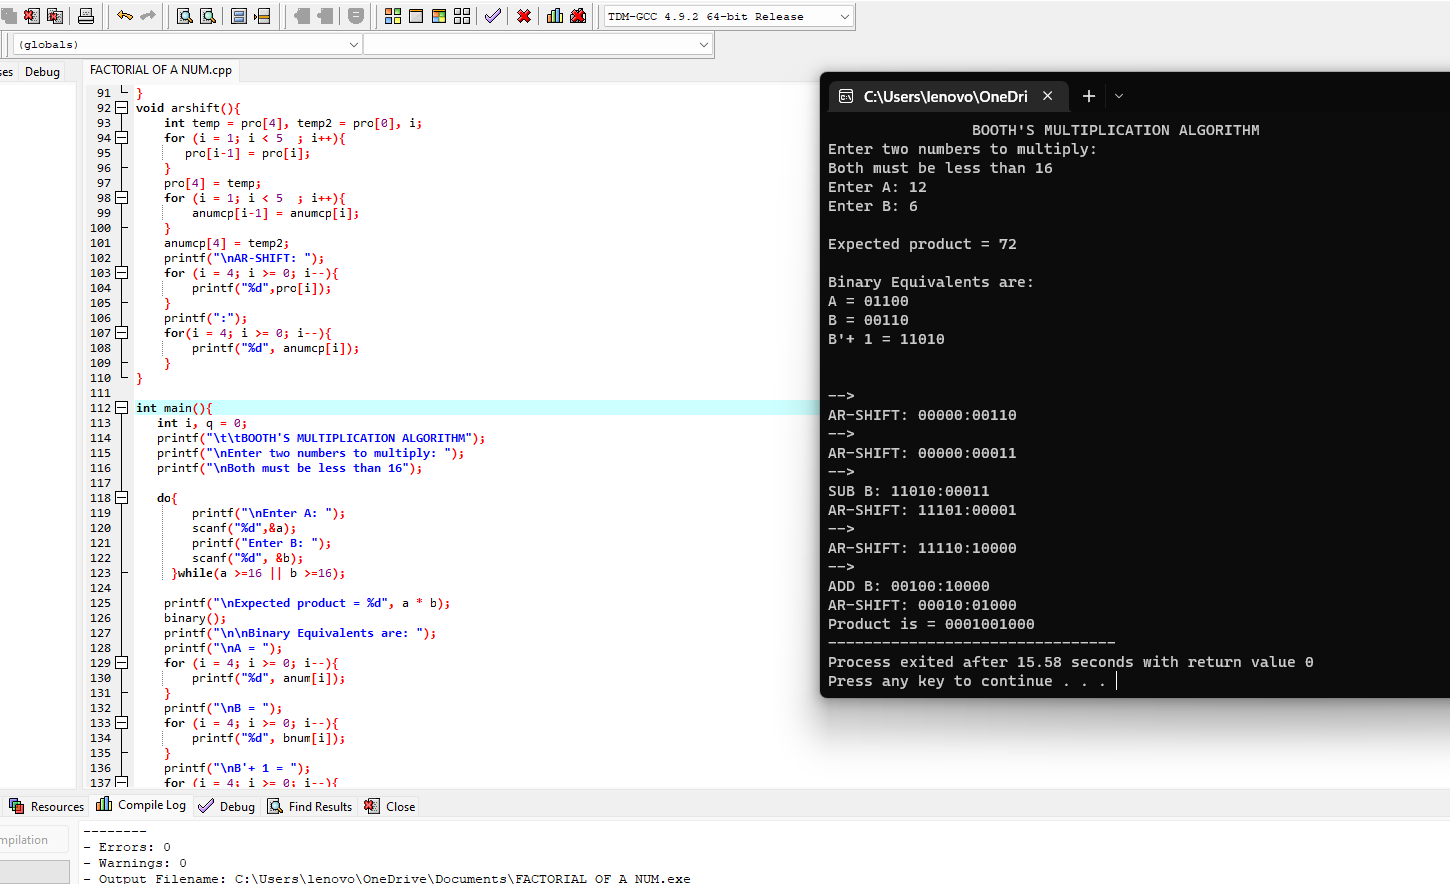 TDM-GCC 4.9.2 64-bit Release
(globals)
Debug
FACTORIAL OF A NUM.cpp
91 }
92 void arshift(){
93 int temp = pro[4], temp2 = pro[0], i;
94 for (i = 1; i < 5  ; i++){
95 pro[i-1] = pro[i];
96 }
97 pro[4] = temp;
98 for (i = 1; i < 5  ; i++){
99 anumcp[i-1] = anumcp[i];
100 }
101 anumcp[4] = temp2;
102 printf("\nAR-SHIFT: ");
103 for (i = 4; i >= 0; i--){
104 printf("%d",pro[i]);
105 }
106 printf(":");
107 for(i = 4; i >= 0; i--){
108 printf("%d", anumcp[i]);
109 }
110 }
111
112 int main(){
113 int i, q = 0;
114 printf("\t\tBOOTH'S MULTIPLICATION ALGORITHM");
115 printf("\nEnter two numbers to multiply: ");
116 printf("\nBoth must be less than 16");
117
118 do{
119 printf("\nEnter A: ");
120 scanf("%d",&a);
121 printf("Enter B: ");
122 scanf("%d", &b);
123 }while(a >=16 || b >=16);
124
125 printf("\nExpected product = %d", a * b);
126 binary();
127 printf("\n\nBinary Equivalents are: ");
128 printf("\nA = ");
129 for (i = 4; i >= 0; i--){
130 printf("%d", anum[i]);
131 }
132 printf("\nB = ");
133 for (i = 4; i >= 0; i--){
134 printf("%d", bnum[i]);
135 }
136 printf("\nB'+ 1 = ");
137 for (i = 4; i >= 0; i--){
C:\Users\lenovo\OneDri
BOOTH'S MULTIPLICATION ALGORITHM
Enter two numbers to multiply:
Both must be less than 16
Enter A: 12
Enter B: 6
Expected product = 72
Binary Equivalents are:
A = 01100
B = 00110
B'+ 1 = 11010
-->
AR-SHIFT: 00000:00110
-->
AR-SHIFT: 00000:00011
-->
SUB B: 11010:00011
AR-SHIFT: 11101:00001
-->
AR-SHIFT: 11110:10000
-->
ADD B: 00100:10000
AR-SHIFT: 00010:01000
Product is = 0001001000
--------------------------------
Process exited after 15.58 seconds with return value 0
Press any key to continue . . .
Resources Compile Log Debug Find Results Close
--------
- Errors: 0
- Warnings: 0
- Output Filename: C:\Users\lenovo\OneDrive\Documents\FACTORIAL OF A NUM.exe